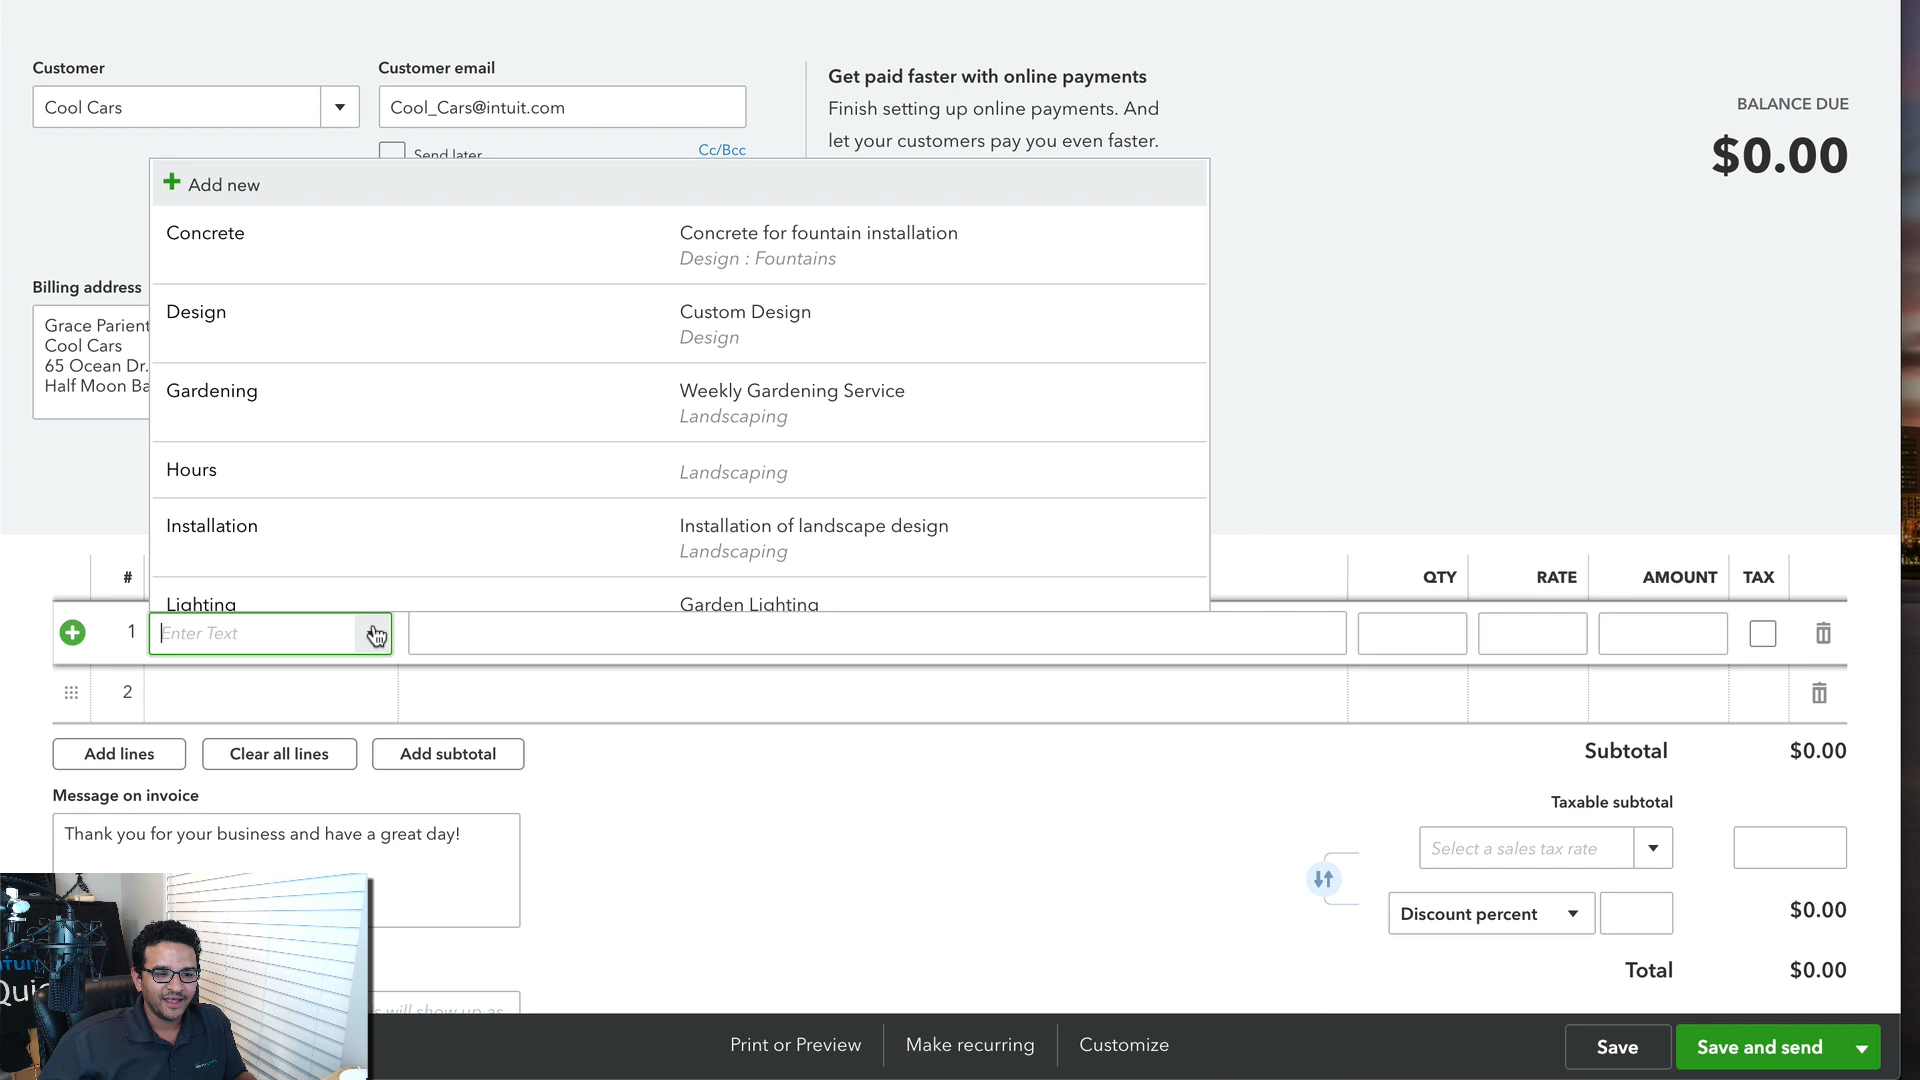 Customer
Customer email
Get paid faster with online payments
Finish setting up online payments. And
let your customers pay you even faster.
BALANCE DUE
$0.00
Cool Cars
Cool_Cars@intuit.com
Send later
Cc/Bcc
Add new
Concrete
Concrete for fountain installation
Design : Fountains
Design
Custom Design
Design
Billing address
Grace Parient
Cool Cars
65 Ocean Dr.
Half Moon Ba
Gardening
Weekly Gardening Service
Landscaping
Hours
Landscaping
Installation
Installation of landscape design
Landscaping
Lighting
Garden Lighting
#
QTY
RATE
AMOUNT
TAX
1
Enter Text
2
Add lines
Clear all lines
Add subtotal
Subtotal
$0.00
Message on invoice
Thank you for your business and have a great day!
Taxable subtotal
Select a sales tax rate
Discount percent
$0.00
Total
$0.00
will show up as
Print or Preview
Make recurring
Customize
Save
Save and send